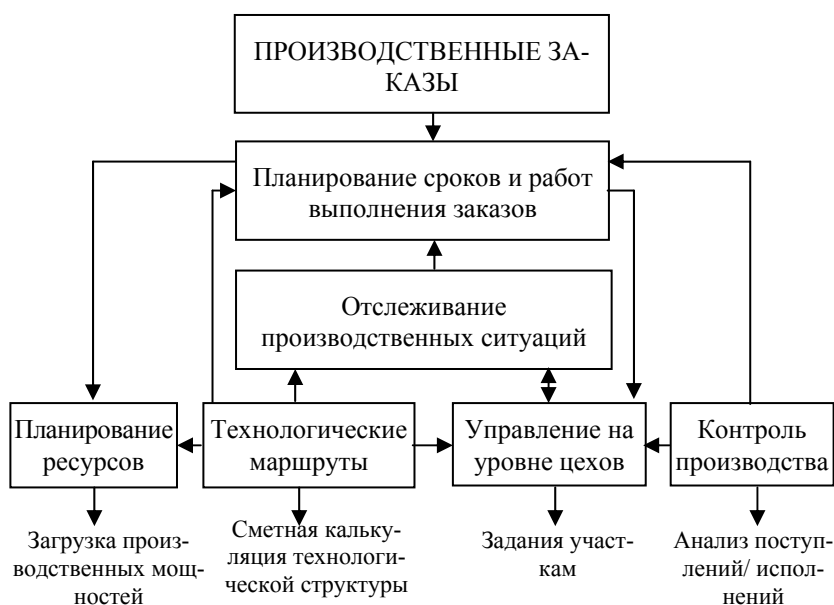 ПРОИЗВОДСТВЕННЫЕ ЗА-
КАЗЫ
Планирование сроков и работ
выполнения заказов
Отслеживание
производственных ситуаций
Планирование
ресурсов
Технологические
маршруты
Управление на
уровне цехов
Контроль
производства
Загрузка произ-
водственных мощ-
ностей
Сметная кальку-
ляция технологи-
ческой структуры
Задания участ-
кам
Анализ поступ-
лений/ испол-
нений